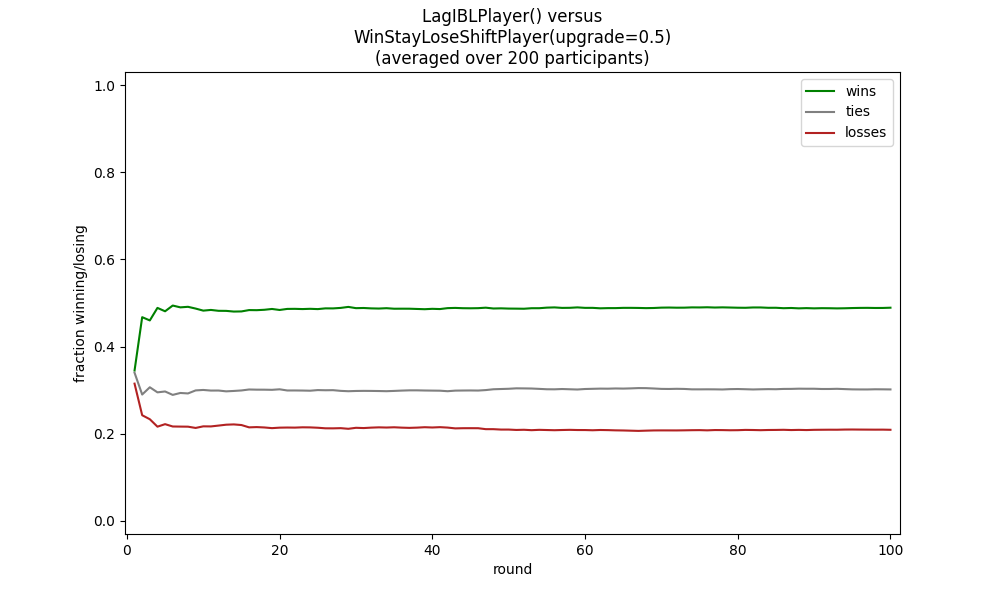 LagIBLPlayer() versus
WinStayLoseShiftPlayer(upgrade=0.5)
(averaged over 200 participants)
1.0
0.8
0.6
0.4
0.2
0.0
fraction winning/losing
wins
ties
losses
0
20
40
60
80
100
round